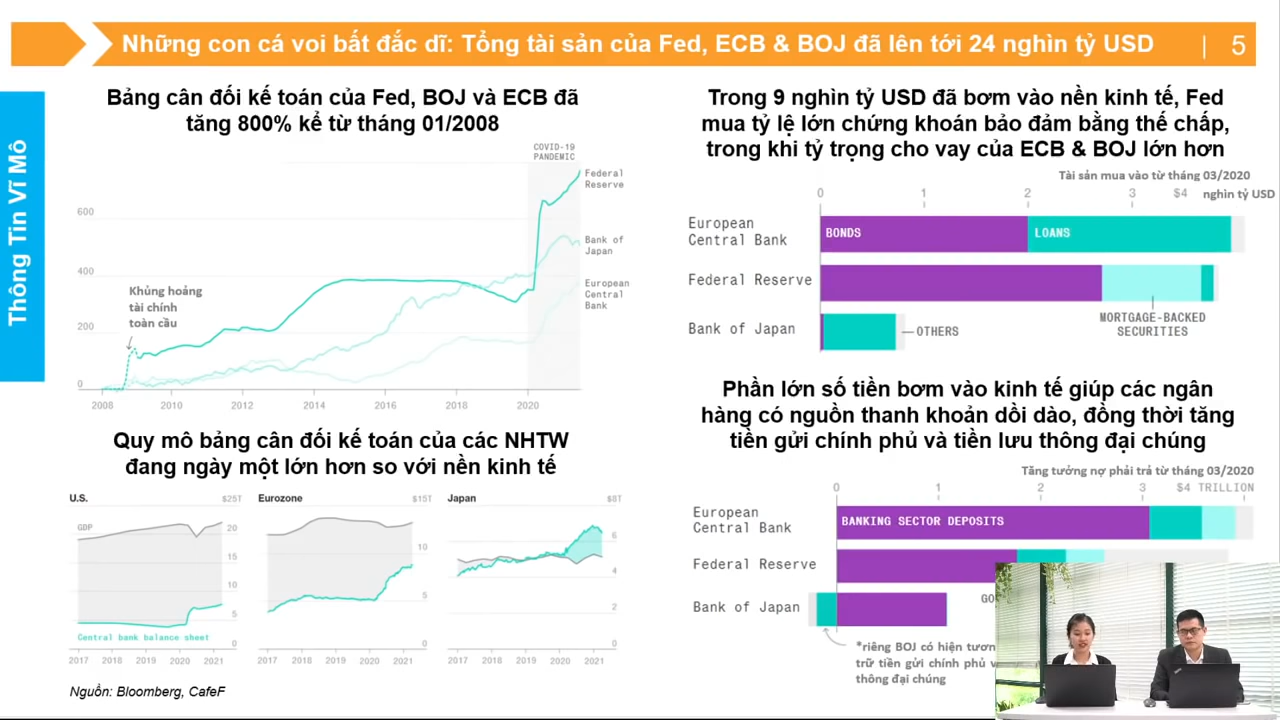 Những con cá voi bất đắc dĩ: Tổng tài sản của Fed, ECB & BOJ đã lên tới 24 nghìn tỷ USD | 5
Thông Tin Vĩ Mô
Bảng cân đối kế toán của Fed, BOJ và ECB đã
tăng 800% kể từ tháng 01/2008
COVID-19
PANDEMIC
Federal
Reserve
600
Bank of
Japan
400
European
Central
Bank
Khủng hoảng
tài chính
toàn cầu
200
0
2008 2010 2012 2014 2016 2018 2020
Quy mô bảng cân đối kế toán của các NHTW
đang ngày một lớn hơn so với nền kinh tế
U.S. $25T
GDP
20
15
10
5
0
Central bank balance sheet
2017 2018 2019 2020 2021
Eurozone $15T
10
5
0
2017 2018 2019 2020 2021
Japan $8T
6
4
2
0
2017 2018 2019 2020 2021
Nguồn: Bloomberg, CafeF
Trong 9 nghìn tỷ USD đã bơm vào nền kinh tế, Fed
mua tỷ lệ lớn chứng khoán bảo đảm bằng thế chấp,
trong khi tỷ trọng cho vay của ECB & BOJ lớn hơn
Tài sản mua vào từ tháng 03/2020
0 1 2 3 $4 nghìn tỷ USD
European
Central Bank
BONDS LOANS
Federal Reserve
MORTGAGE-BACKED
SECURITIES
Bank of Japan
OTHERS
Phần lớn số tiền bơm vào kinh tế giúp các ngân
hàng có nguồn thanh khoản dồi dào, đồng thời tăng
tiền gửi chính phủ và tiền lưu thông đại chúng
Tăng tưởng nợ phải trả từ tháng 03/2020
0 1 2 3 $4 TRILLION
European
Central Bank
BANKING SECTOR DEPOSITS
Federal Reserve
Bank of Japan
*riêng BOJ có hiện
trữ tiền gửi chính phủ
thông đại chúng